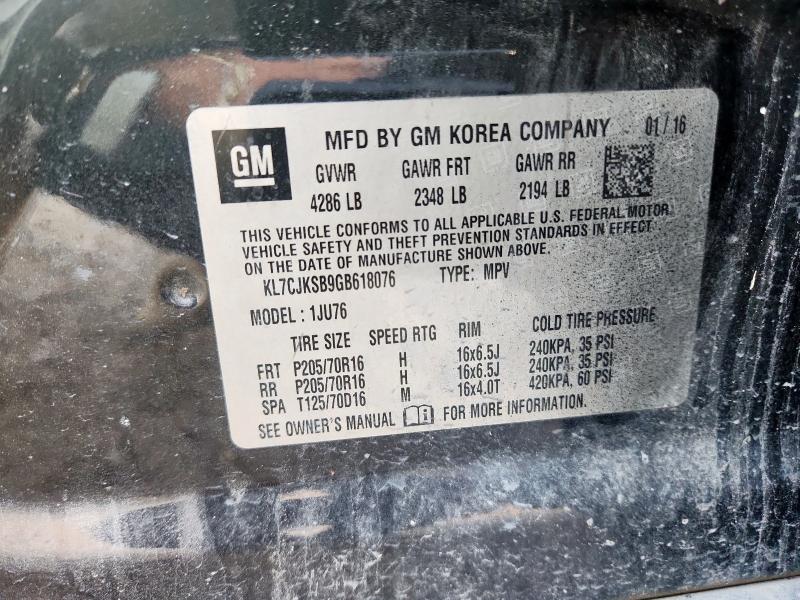 GM
MFD BY GM KOREA COMPANY 01 / 16
GVWR GAWR FRT GAWR RR
4286 LB 2348 LB 2194 LB
THIS VEHICLE CONFORMS TO ALL APPLICABLE U.S. FEDERAL MOTOR
VEHICLE SAFETY AND THEFT PREVENTION STANDARDS IN EFFECT
ON THE DATE OF MANUFACTURE SHOWN ABOVE.
KL7CJKSB9GB618076 TYPE: MPV
MODEL : 1JU76
TIRE SIZE SPEED RTG RIM COLD TIRE PRESSURE
FRT P205/70R16 H 16x6.5J 240KPA, 35 PSI
RR P205/70R16 H 16x6.5J 240KPA, 35 PSI
SPA T125/70D16 M 16x4.0T 420KPA, 60 PSI
SEE OWNER'S MANUAL i FOR MORE INFORMATION.